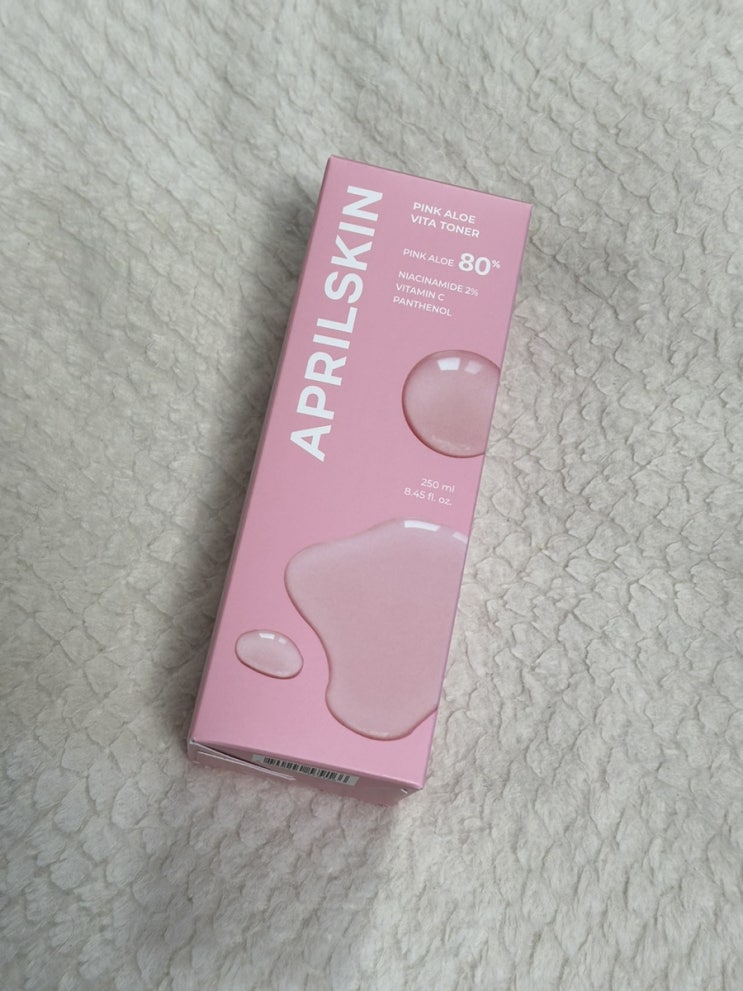 APRILSKIN
PINK ALOE
VITA TONER
PINK ALOE 80%
NIACINAMIDE 2%
VITAMIN C
PANTHENOL
250 ml
8.45 fl. oz.